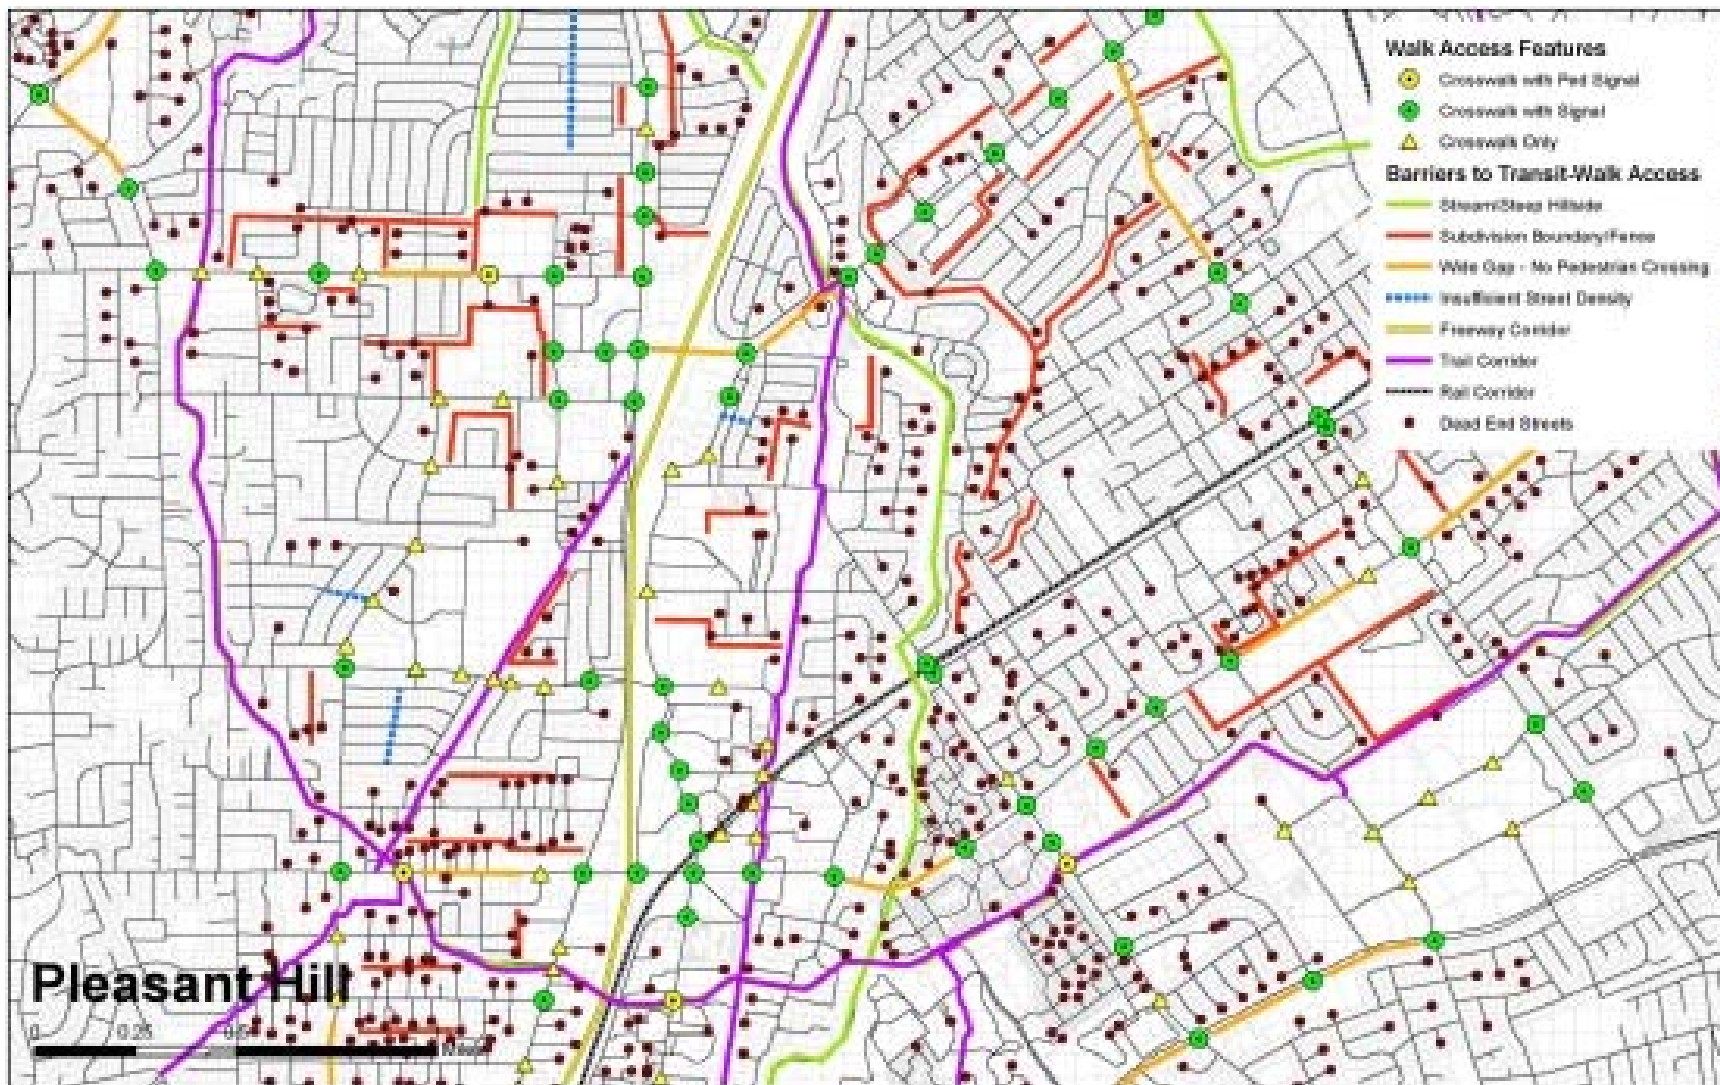 Walk Access Features
Crosswalk with Ped Signal
Crosswalk with Signal
Crosswalk Only
Barriers to Transit-Walk Access
Stream/Steep Hillside
Subdivision Boundary/Fence
Wide Gap - No Pedestrian Crossing
Insufficient Street Density
Freeway Corridor
Trail Corridor
Rail Corridor
Dead End Streets
Pleasant Hill
0 0.25